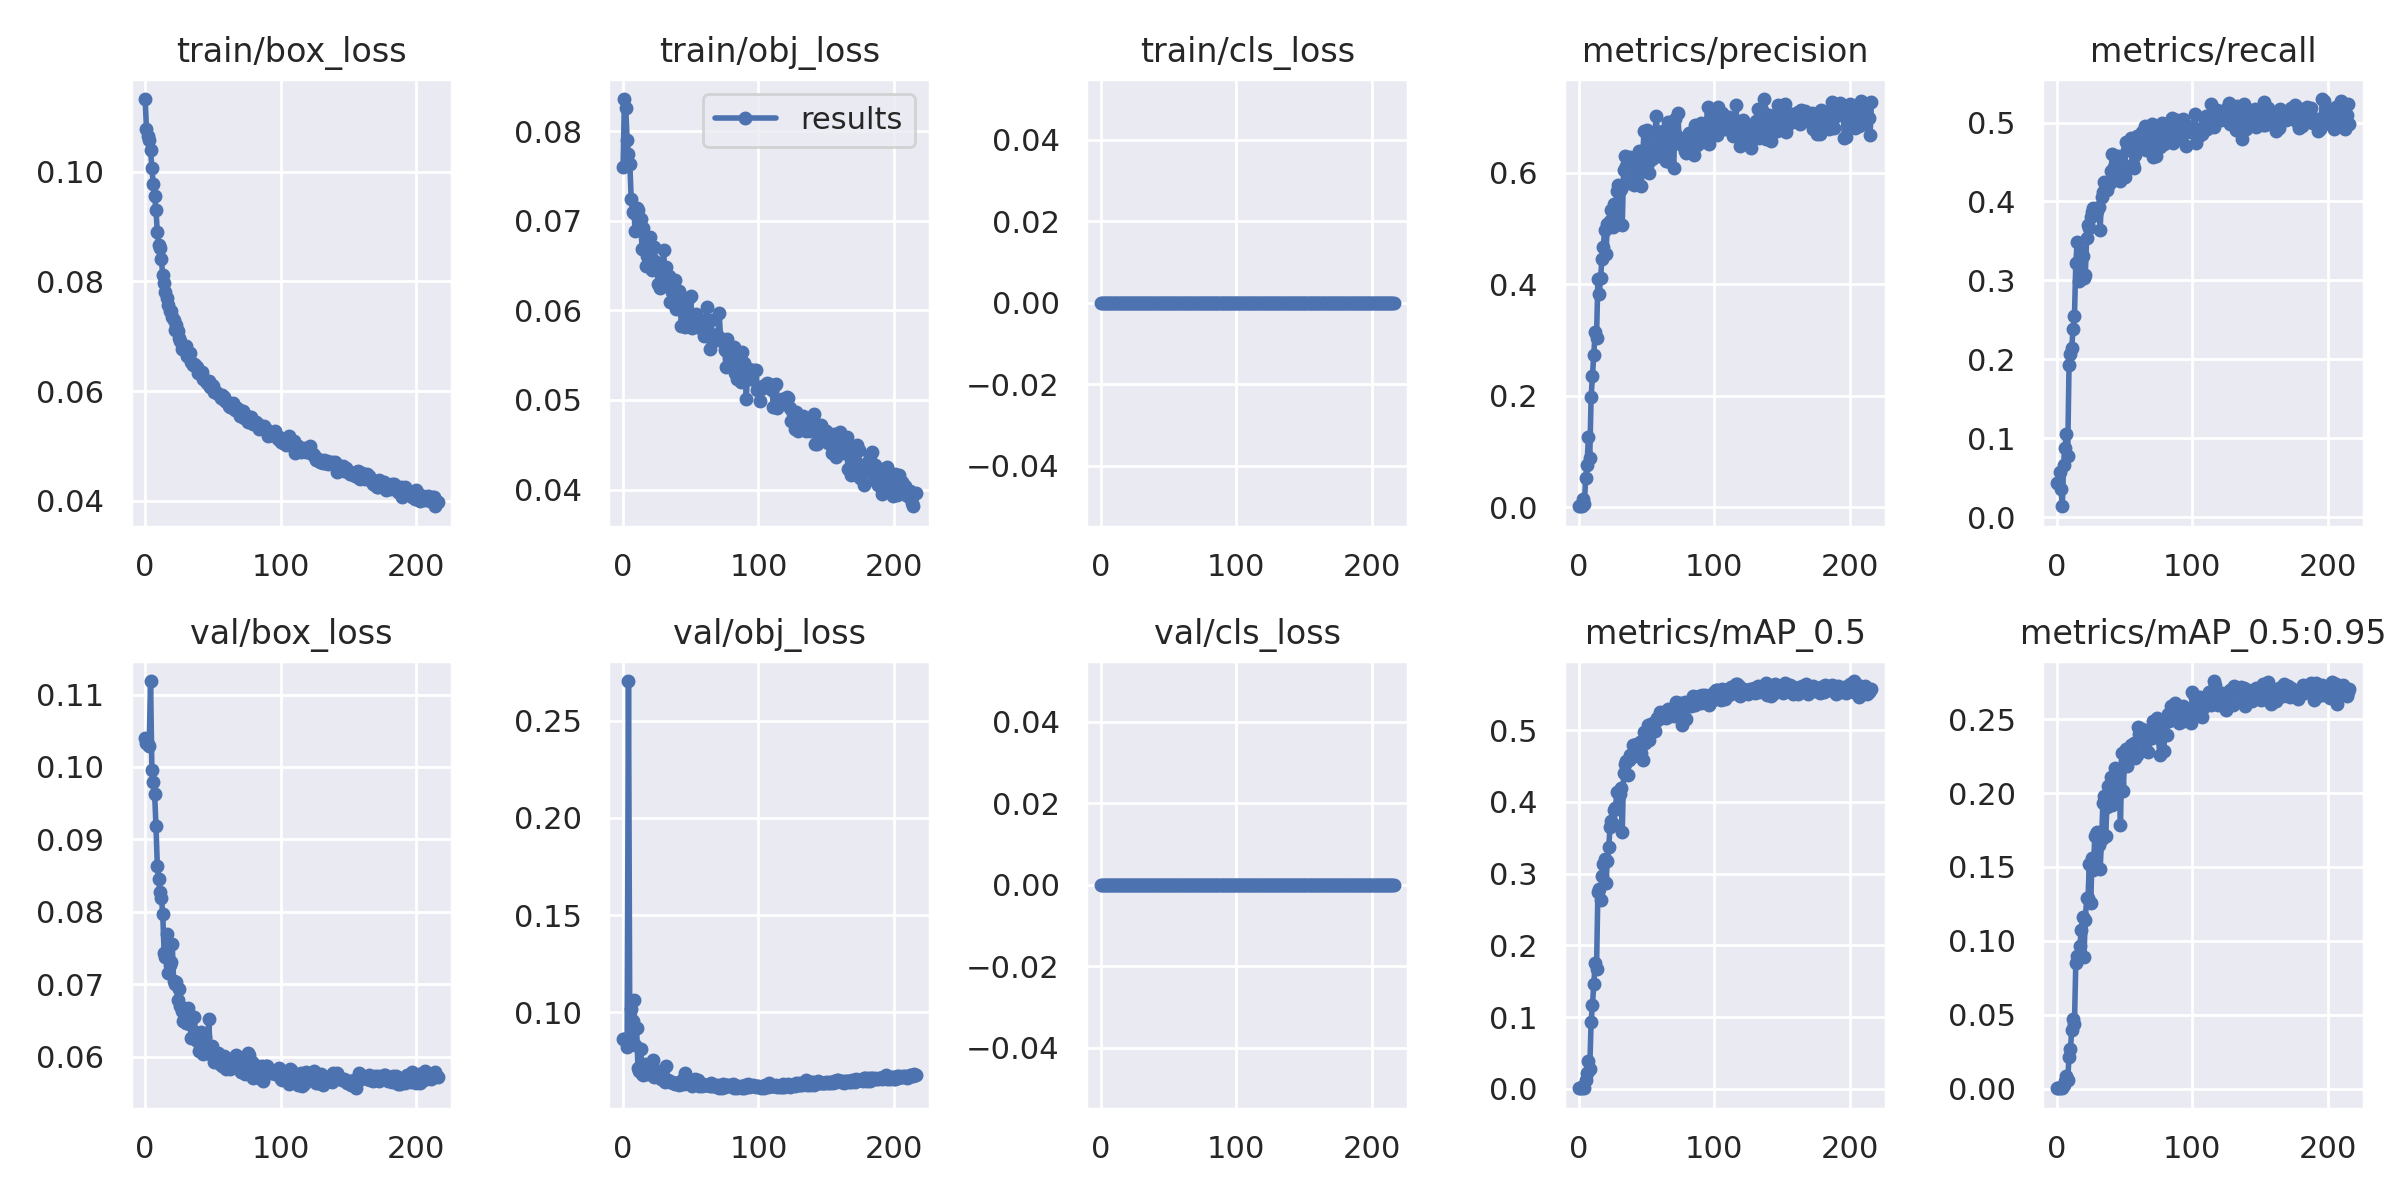 train/box_loss
train/obj_loss
train/cls_loss
metrics/precision
metrics/recall
results
0.10
0.08
0.06
0.04
0 100 200
0.08
0.07
0.06
0.05
0.04
0 100 200
0.04
0.02
0.00
−0.02
−0.04
0 100 200
0.6
0.4
0.2
0.0
0 100 200
0.5
0.4
0.3
0.2
0.1
0.0
0 100 200
val/box_loss
val/obj_loss
val/cls_loss
metrics/mAP_0.5
metrics/mAP_0.5:0.95
0.11
0.10
0.09
0.08
0.07
0.06
0 100 200
0.25
0.20
0.15
0.10
0 100 200
0.04
0.02
0.00
−0.02
−0.04
0 100 200
0.5
0.4
0.3
0.2
0.1
0.0
0 100 200
0.25
0.20
0.15
0.10
0.05
0.00
0 100 200